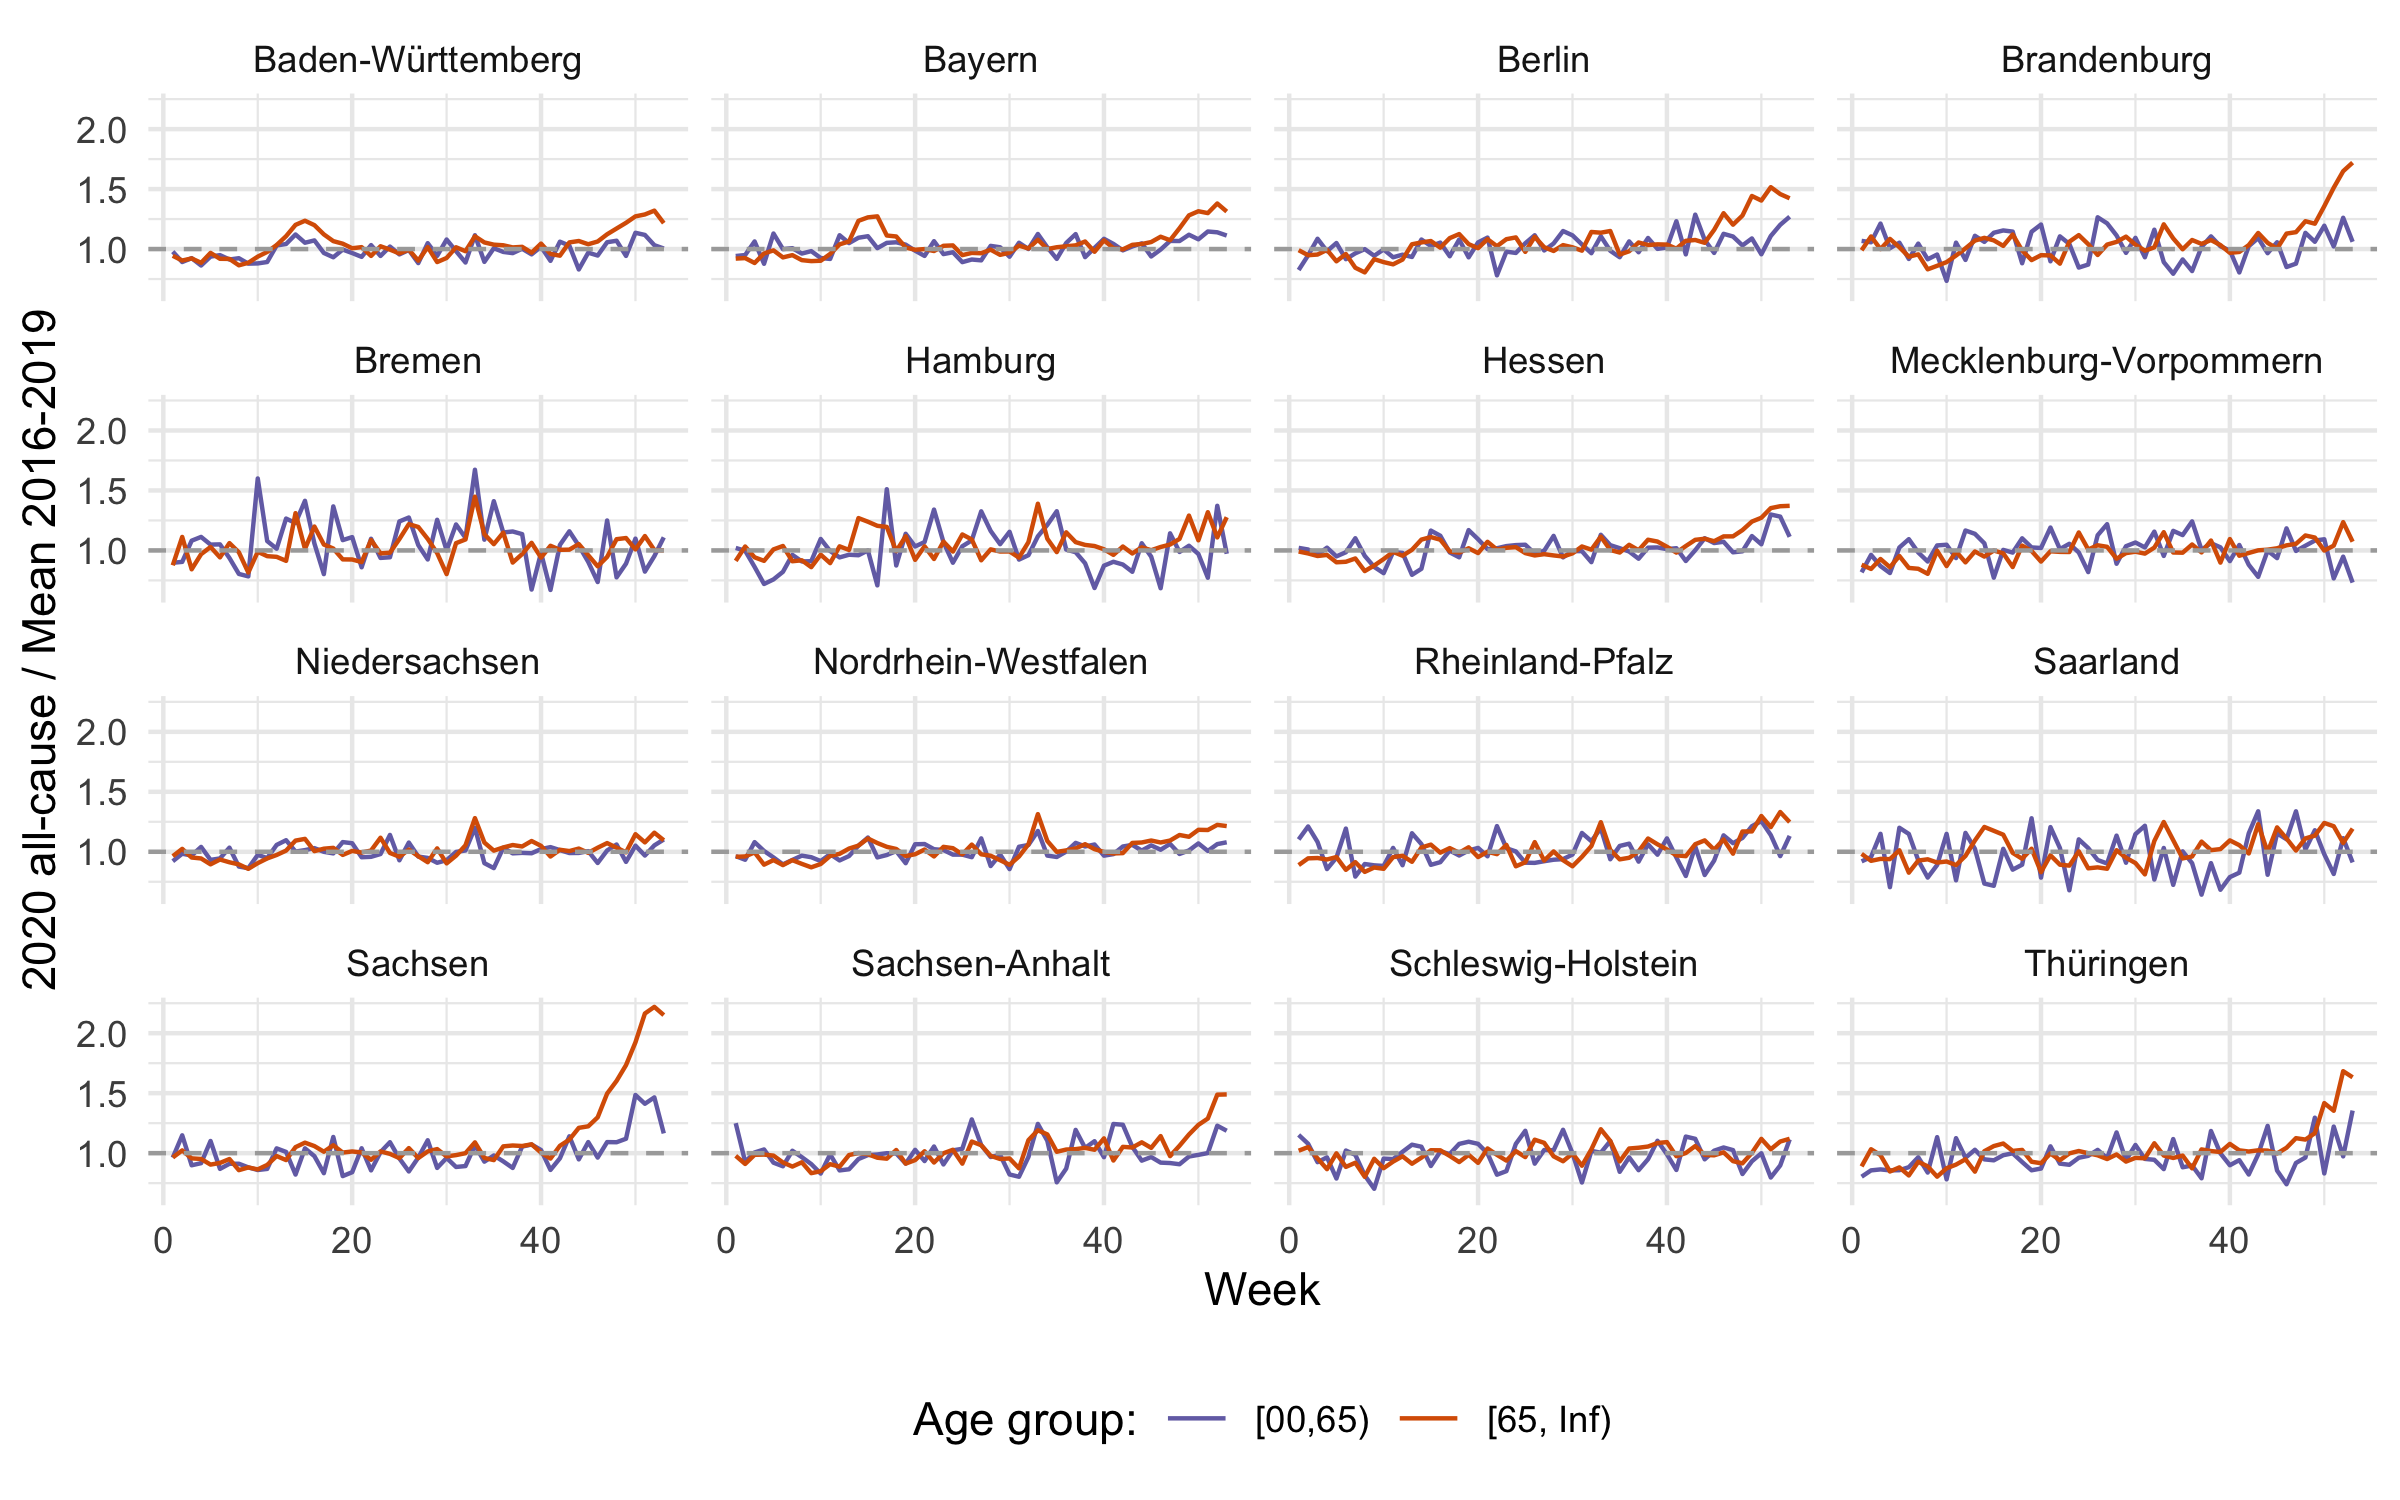 Baden-Württemberg
Bayern
Berlin
Brandenburg
2.0
1.5
1.0
Bremen
Hamburg
Hessen
Mecklenburg-Vorpommern
2.0
1.5
1.0
2020 all-cause / Mean 2016-2019
Niedersachsen
Nordrhein-Westfalen
Rheinland-Pfalz
Saarland
2.0
1.5
1.0
Sachsen
Sachsen-Anhalt
Schleswig-Holstein
Thüringen
2.0
1.5
1.0
0 20 40
0 20 40
0 20 40
0 20 40
Week
Age group: [00,65) [65, Inf)